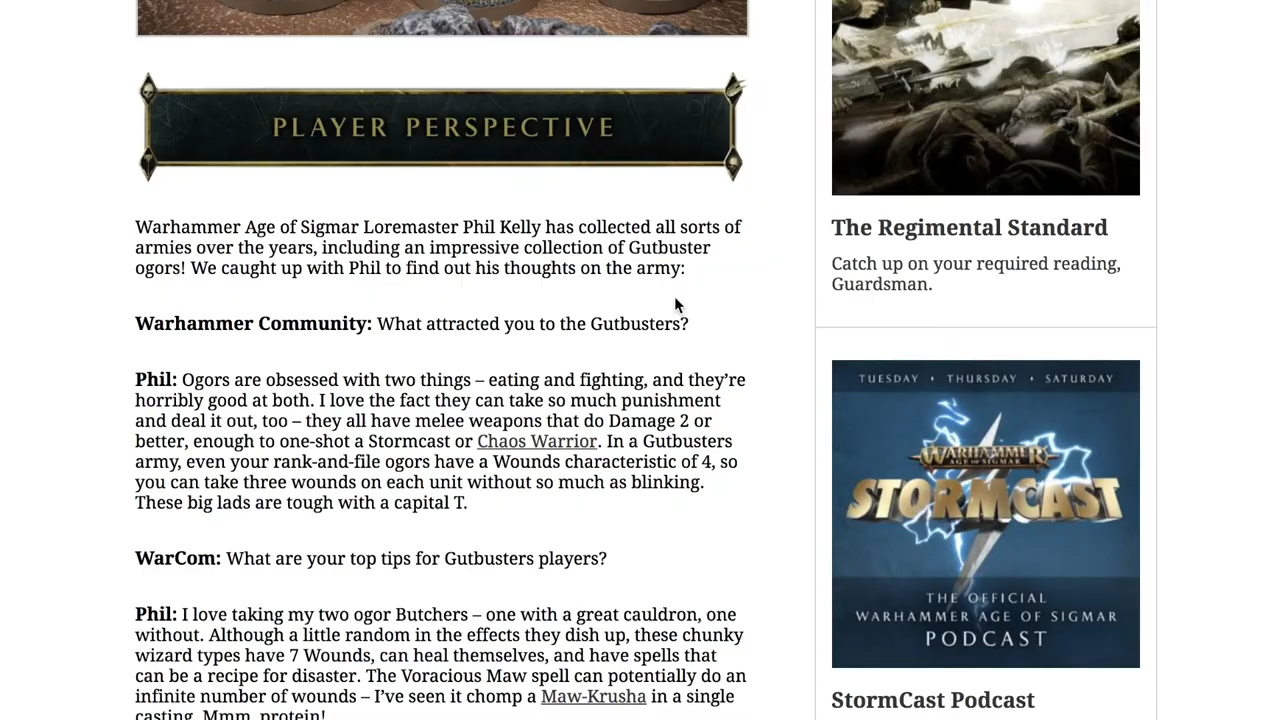 PLAYER PERSPECTIVE
Warhammer Age of Sigmar Loremaster Phil Kelly has collected all sorts of
armies over the years, including an impressive collection of Gutbuster
ogors! We caught up with Phil to find out his thoughts on the army:
Warhammer Community: What attracted you to the Gutbusters?
Phil: Ogors are obsessed with two things – eating and fighting, and they’re
horribly good at both. I love the fact they can take so much punishment
and deal it out, too – they all have melee weapons that do Damage 2 or
better, enough to one-shot a Stormcast or Chaos Warrior. In a Gutbusters
army, even your rank-and-file ogors have a Wounds characteristic of 4, so
you can take three wounds on each unit without so much as blinking.
These big lads are tough with a capital T.
WarCom: What are your top tips for Gutbusters players?
Phil: I love taking my two ogor Butchers – one with a great cauldron, one
without. Although a little random in the effects they dish up, these chunky
wizard types have 7 Wounds, can heal themselves, and have spells that
can be a recipe for disaster. The Voracious Maw spell can potentially do an
infinite number of wounds – I’ve seen it chomp a Maw-Krusha in a single
casting. Mmm, protein!
The Regimental Standard
Catch up on your required reading,
Guardsman.
TUESDAY • THURSDAY • SATURDAY
WARHAMMER
AGE OF SIGMAR
STORMCAST
THE OFFICIAL
WARHAMMER AGE OF SIGMAR
PODCAST
StormCast Podcast